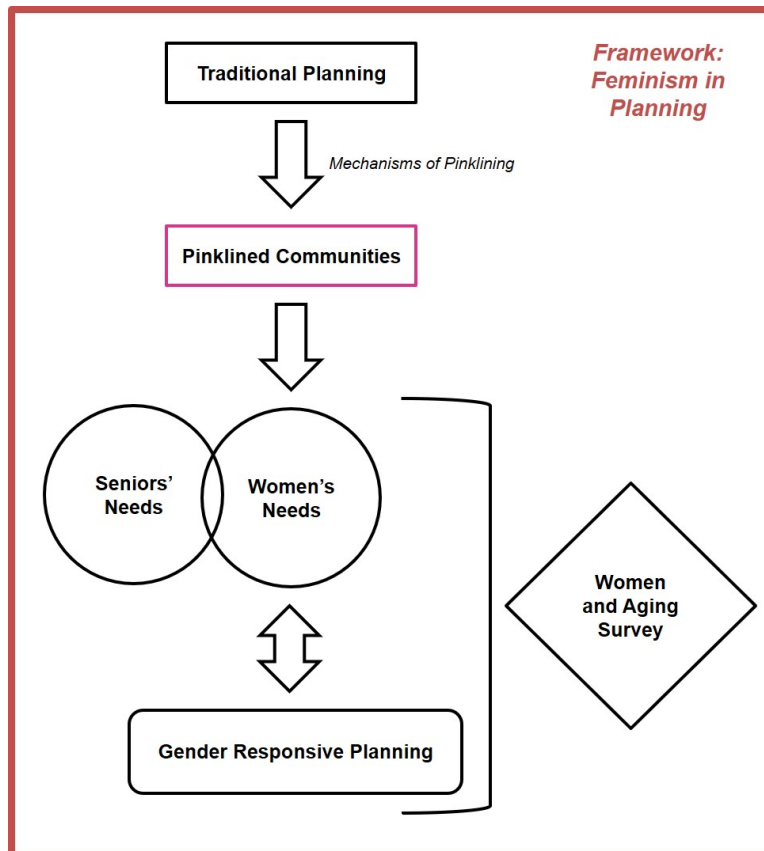 Traditional Planning
Framework:
Feminism in
Planning
Mechanisms of Pinklining
Pinklined Communities
Seniors’
Needs
Women’s
Needs
Women
and Aging
Survey
Gender Responsive Planning